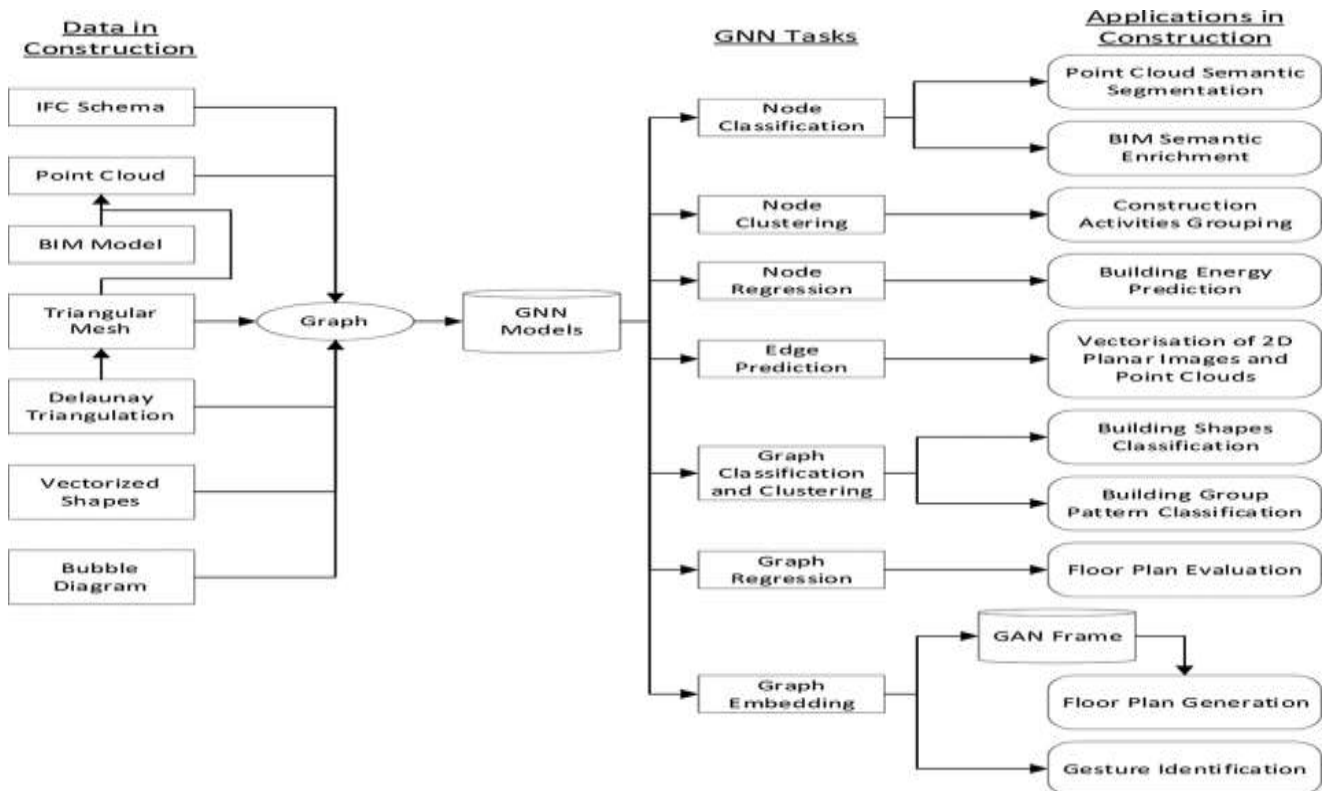 Data in
Construction
IFC Schema
Point Cloud
BIM Model
Triangular
Mesh
Delaunay
Triangulation
Vectorized
Shapes
Bubble
Diagram
Graph
GNN
Models
GNN Tasks
Node
Classification
Node
Clustering
Node
Regression
Edge
Prediction
Graph
Classification
and Clustering
Graph
Regression
Graph
Embedding
Applications in
Construction
Point Cloud Semantic
Segmentation
BIM Semantic
Enrichment
Construction
Activities Grouping
Building Energy
Prediction
Vectorisation of 2D
Planar Images and
Point Clouds
Building Shapes
Classification
Building Group
Pattern Classification
Floor Plan Evaluation
GAN Frame
Floor Plan Generation
Gesture Identification